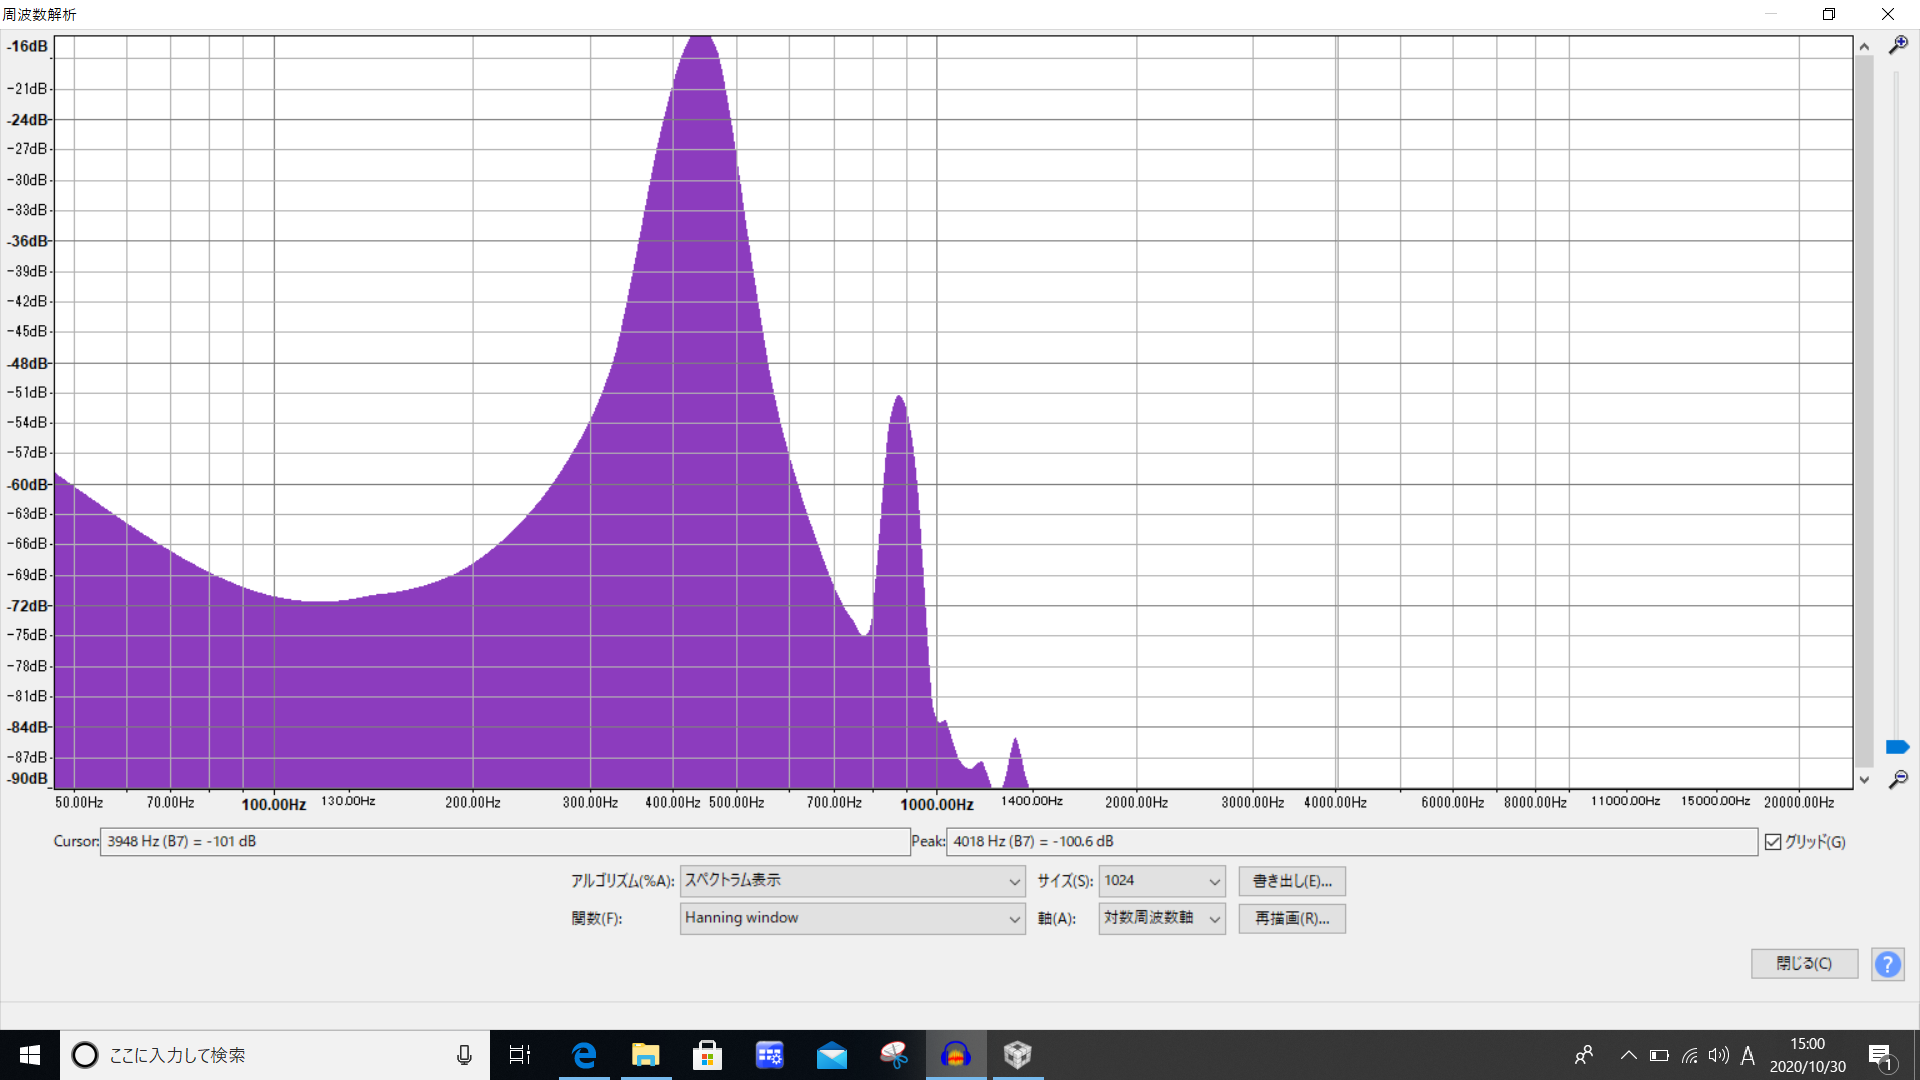 周波数解析
-16dB
-21dB
-24dB
-27dB
-30dB
-33dB
-36dB
-39dB
-42dB
-45dB
-48dB
-51dB
-54dB
-57dB
-60dB
-63dB
-66dB
-69dB
-72dB
-75dB
-78dB
-81dB
-84dB
-87dB
-90dB
50.00Hz 70.00Hz 100.00Hz 130.00Hz 200.00Hz 300.00Hz 400.00Hz 500.00Hz 700.00Hz 1000.00Hz 1400.00Hz 2000.00Hz 3000.00Hz 4000.00Hz 6000.00Hz 8000.00Hz 11000.00Hz 15000.00Hz 20000.00Hz
Cursor: 3948 Hz (B7) = -101 dB Peak: 4018 Hz (B7) = -100.6 dB グリッド(G)
アルゴリズム(%A): スペクトラム表示 サイズ(S): 1024 書き出し(E)...
関数(F): Hanning window 軸(A): 対数周波数軸 再描画(R)...
閉じる(C) ?
ここに入力して検索 A 15:00
2020/10/30 1